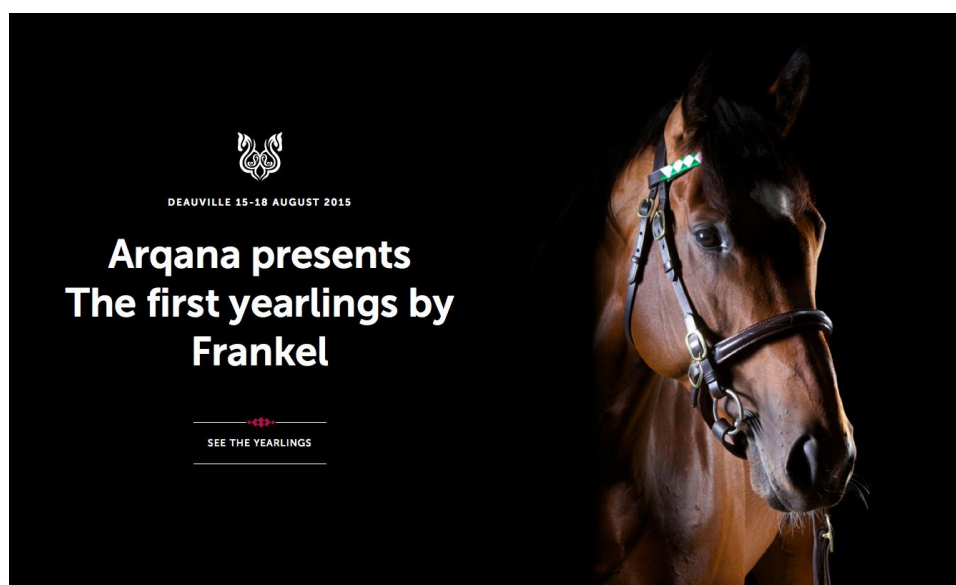 DEAUVILLE 15-18 AUGUST 2015
Arqana presents
The first yearlings by
Frankel
SEE THE YEARLINGS